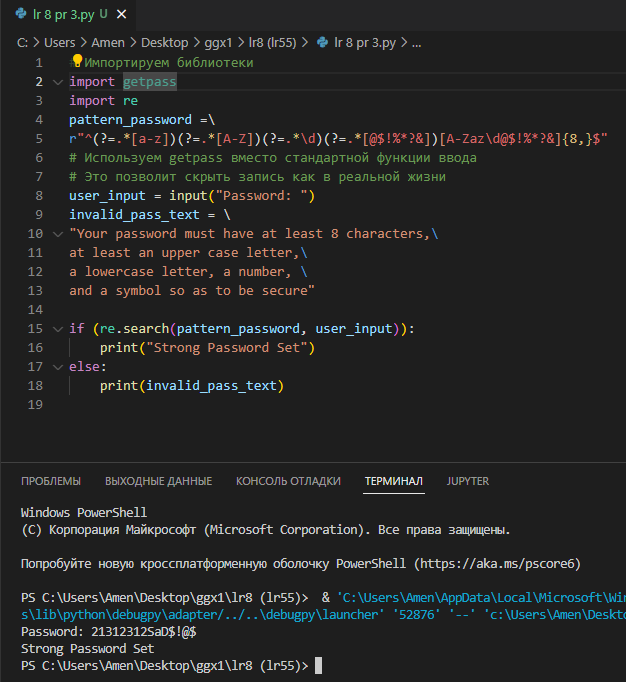 lr 8 pr 3.py U
C: > Users > Amen > Desktop > ggx1 > lr8 (lr55) > lr 8 pr 3.py > ...
1 # Импортируем библиотеки
2 import getpass
3 import re
4 pattern_password =\
5 r"^(?=.*[a-z])(?=.*[A-Z])(?=.*\d)(?=.*[@$!%*?&])[A-Zaz\d@$!%*?&]{8,}$"
6 # Используем getpass вместо стандартной функции ввода
7 # Это позволит скрыть запись как в реальной жизни
8 user_input = input("Password: ")
9 invalid_pass_text = \
10 "Your password must have at least 8 characters,\
11 at least an upper case letter,\
12 a lowercase letter, a number, \
13 and a symbol so as to be secure"
14
15 if (re.search(pattern_password, user_input)):
16 print("Strong Password Set")
17 else:
18 print(invalid_pass_text)
19
ПРОБЛЕМЫ ВЫХОДНЫЕ ДАННЫЕ КОНСОЛЬ ОТЛАДКИ ТЕРМИНАЛ JUPYTER
Windows PowerShell
(C) Корпорация Майкрософт (Microsoft Corporation). Все права защищены.
Попробуйте новую кроссплатформенную оболочку PowerShell (https://aka.ms/pscore6)
PS C:\Users\Amen\Desktop\ggx1\lr8 (lr55)> & 'C:\Users\Amen\AppData\Local\Microsoft\Win
s\lib\python\debugpy\adapter/../..\debugpy\launcher' '52876' '--' 'c:\Users\Amen\Deskto
Password: 21312312SaD$!@$
Strong Password Set
PS C:\Users\Amen\Desktop\ggx1\lr8 (lr55)>